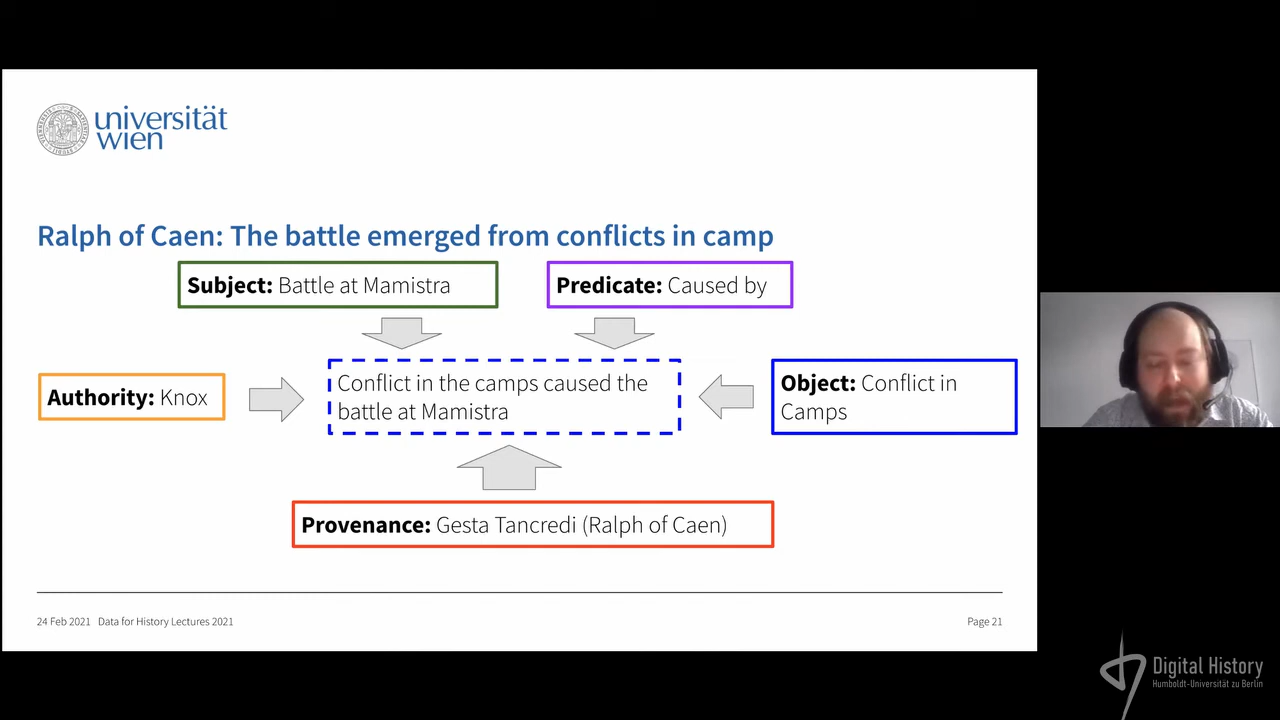 universität
wien
Ralph of Caen: The battle emerged from conflicts in camp
Subject: Battle at Mamistra
Predicate: Caused by
Authority: Knox
Conflict in the camps caused the
battle at Mamistra
Object: Conflict in
Camps
Provenance: Gesta Tancredi (Ralph of Caen)
24 Feb 2021 Data for History Lectures 2021
Page 21
Digital History
Humboldt-Universität zu Berlin